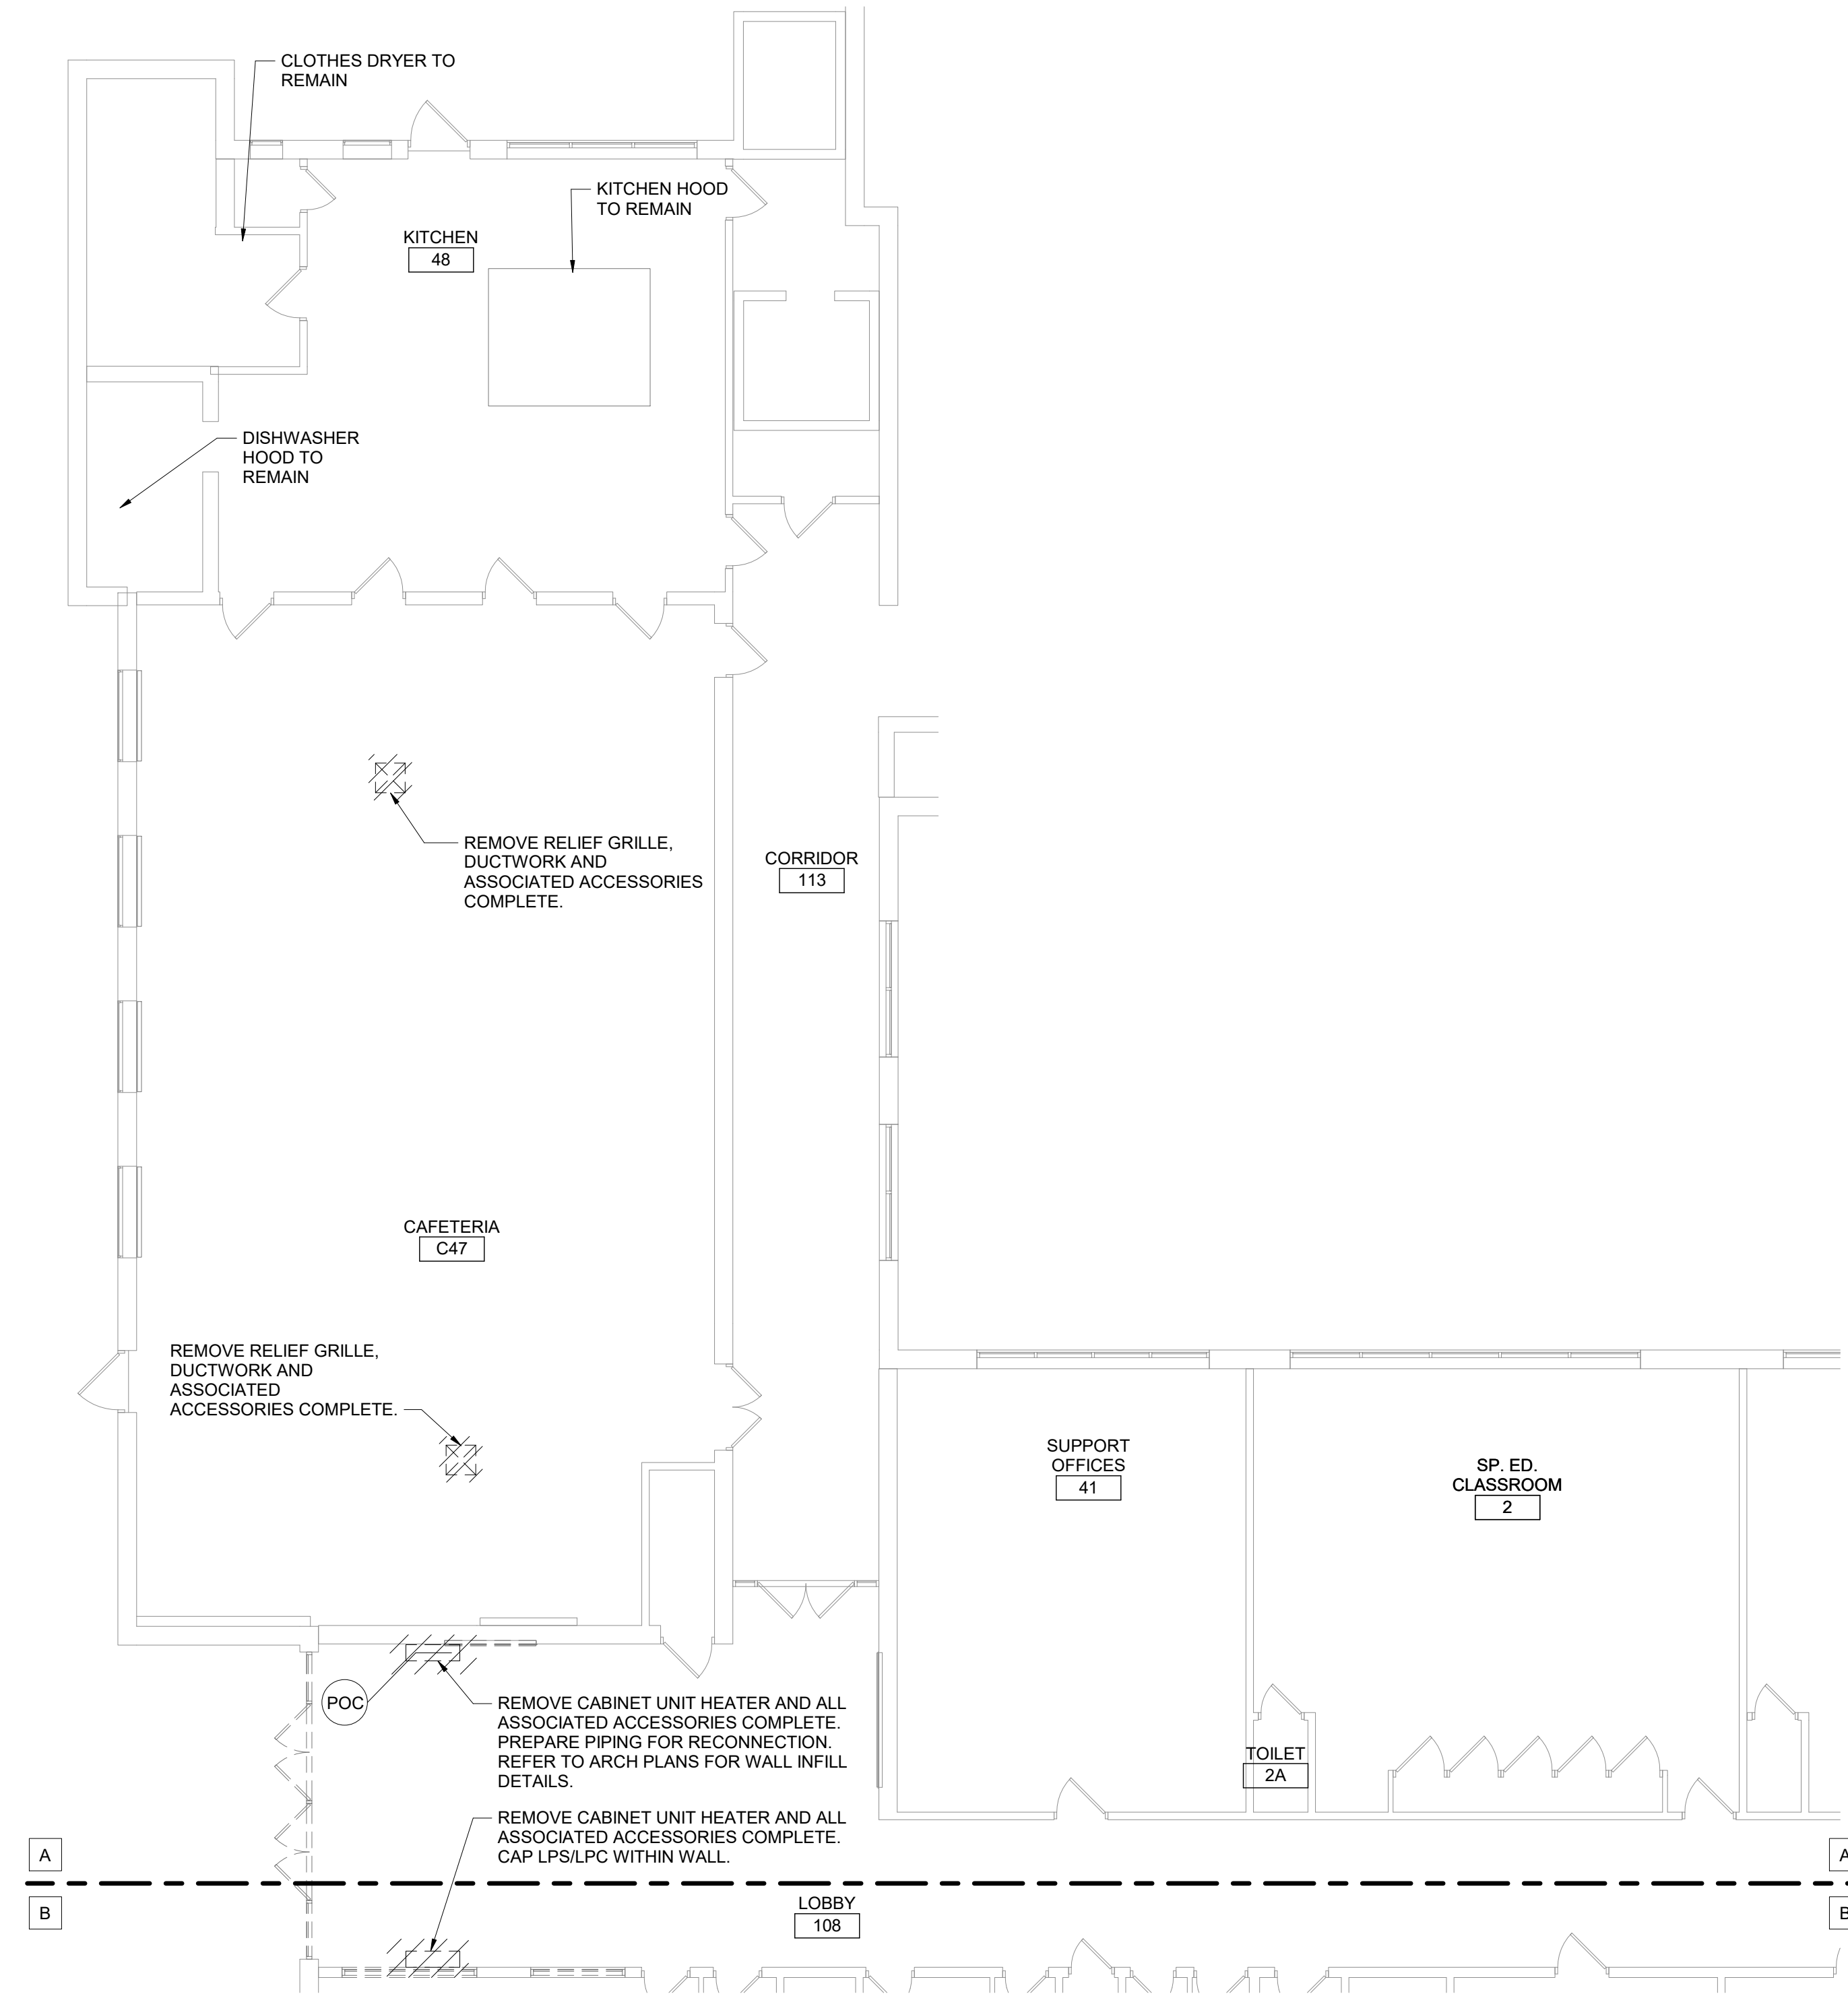 CLOTHES DRYER TO
REMAIN
KITCHEN HOOD
TO REMAIN
KITCHEN
48
DISHWASHER
HOOD TO
REMAIN
REMOVE RELIEF GRILLE,
DUCTWORK AND
ASSOCIATED ACCESSORIES
COMPLETE.
CORRIDOR
113
CAFETERIA
C47
REMOVE RELIEF GRILLE,
DUCTWORK AND
ASSOCIATED
ACCESSORIES COMPLETE.
SUPPORT
OFFICES
41
SP. ED.
CLASSROOM
2
POC
REMOVE CABINET UNIT HEATER AND ALL
ASSOCIATED ACCESSORIES COMPLETE.
PREPARE PIPING FOR RECONNECTION.
REFER TO ARCH PLANS FOR WALL INFILL
DETAILS.
TOILET
2A
REMOVE CABINET UNIT HEATER AND ALL
ASSOCIATED ACCESSORIES COMPLETE.
CAP LPS/LPC WITHIN WALL.
A
A
B
B
LOBBY
108